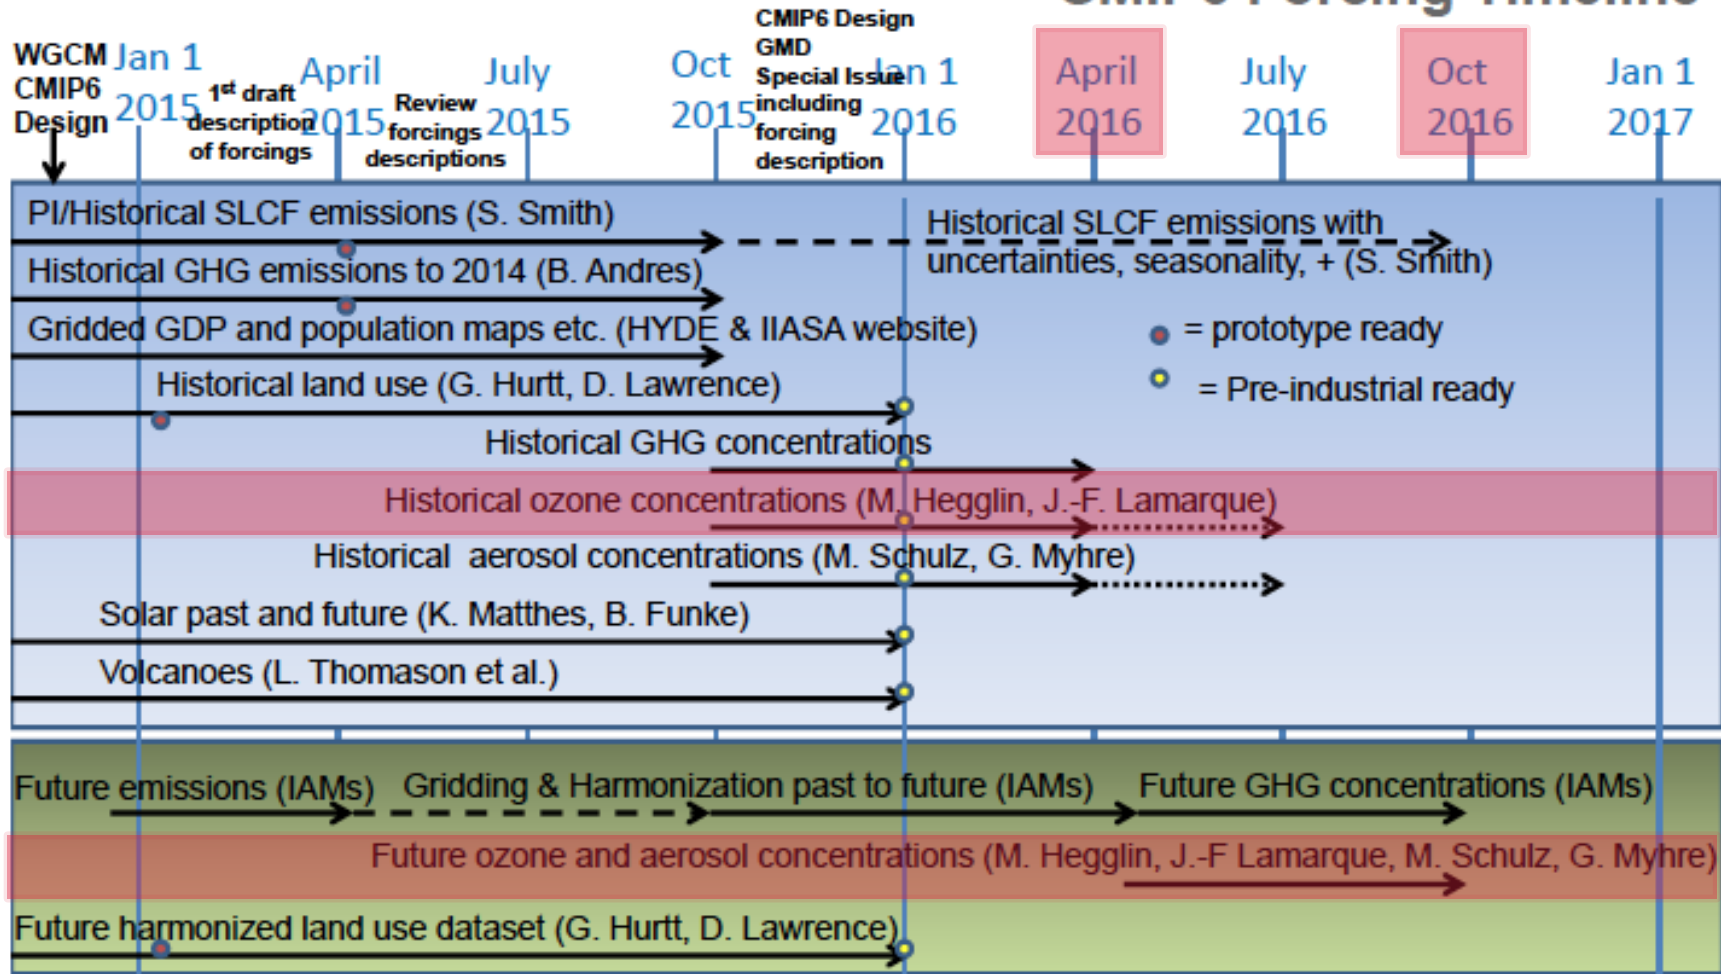 CMIP6 Forcing Timeline
WGCM
CMIP6
Design
Jan 1
2015
1st draft
description
of forcings
April
2015
Review
forcings
descriptions
July
2015
Oct
2015
CMIP6 Design
GMD
Special Issue
including
forcing
description
Jan 1
2016
April
2016
July
2016
Oct
2016
Jan 1
2017
PI/Historical SLCF emissions (S. Smith)
Historical SLCF emissions with
uncertainties, seasonality, + (S. Smith)
Historical GHG emissions to 2014 (B. Andres)
Gridded GDP and population maps etc. (HYDE & IIASA website)
= prototype ready
= Pre-industrial ready
Historical land use (G. Hurtt, D. Lawrence)
Historical GHG concentrations
Historical ozone concentrations (M. Hegglin, J.-F. Lamarque)
Historical aerosol concentrations (M. Schulz, G. Myhre)
Solar past and future (K. Matthes, B. Funke)
Volcanoes (L. Thomason et al.)
Future emissions (IAMs)
Gridding & Harmonization past to future (IAMs)
Future GHG concentrations (IAMs)
Future ozone and aerosol concentrations (M. Hegglin, J.-F Lamarque, M. Schulz, G. Myhre)
Future harmonized land use dataset (G. Hurtt, D. Lawrence)